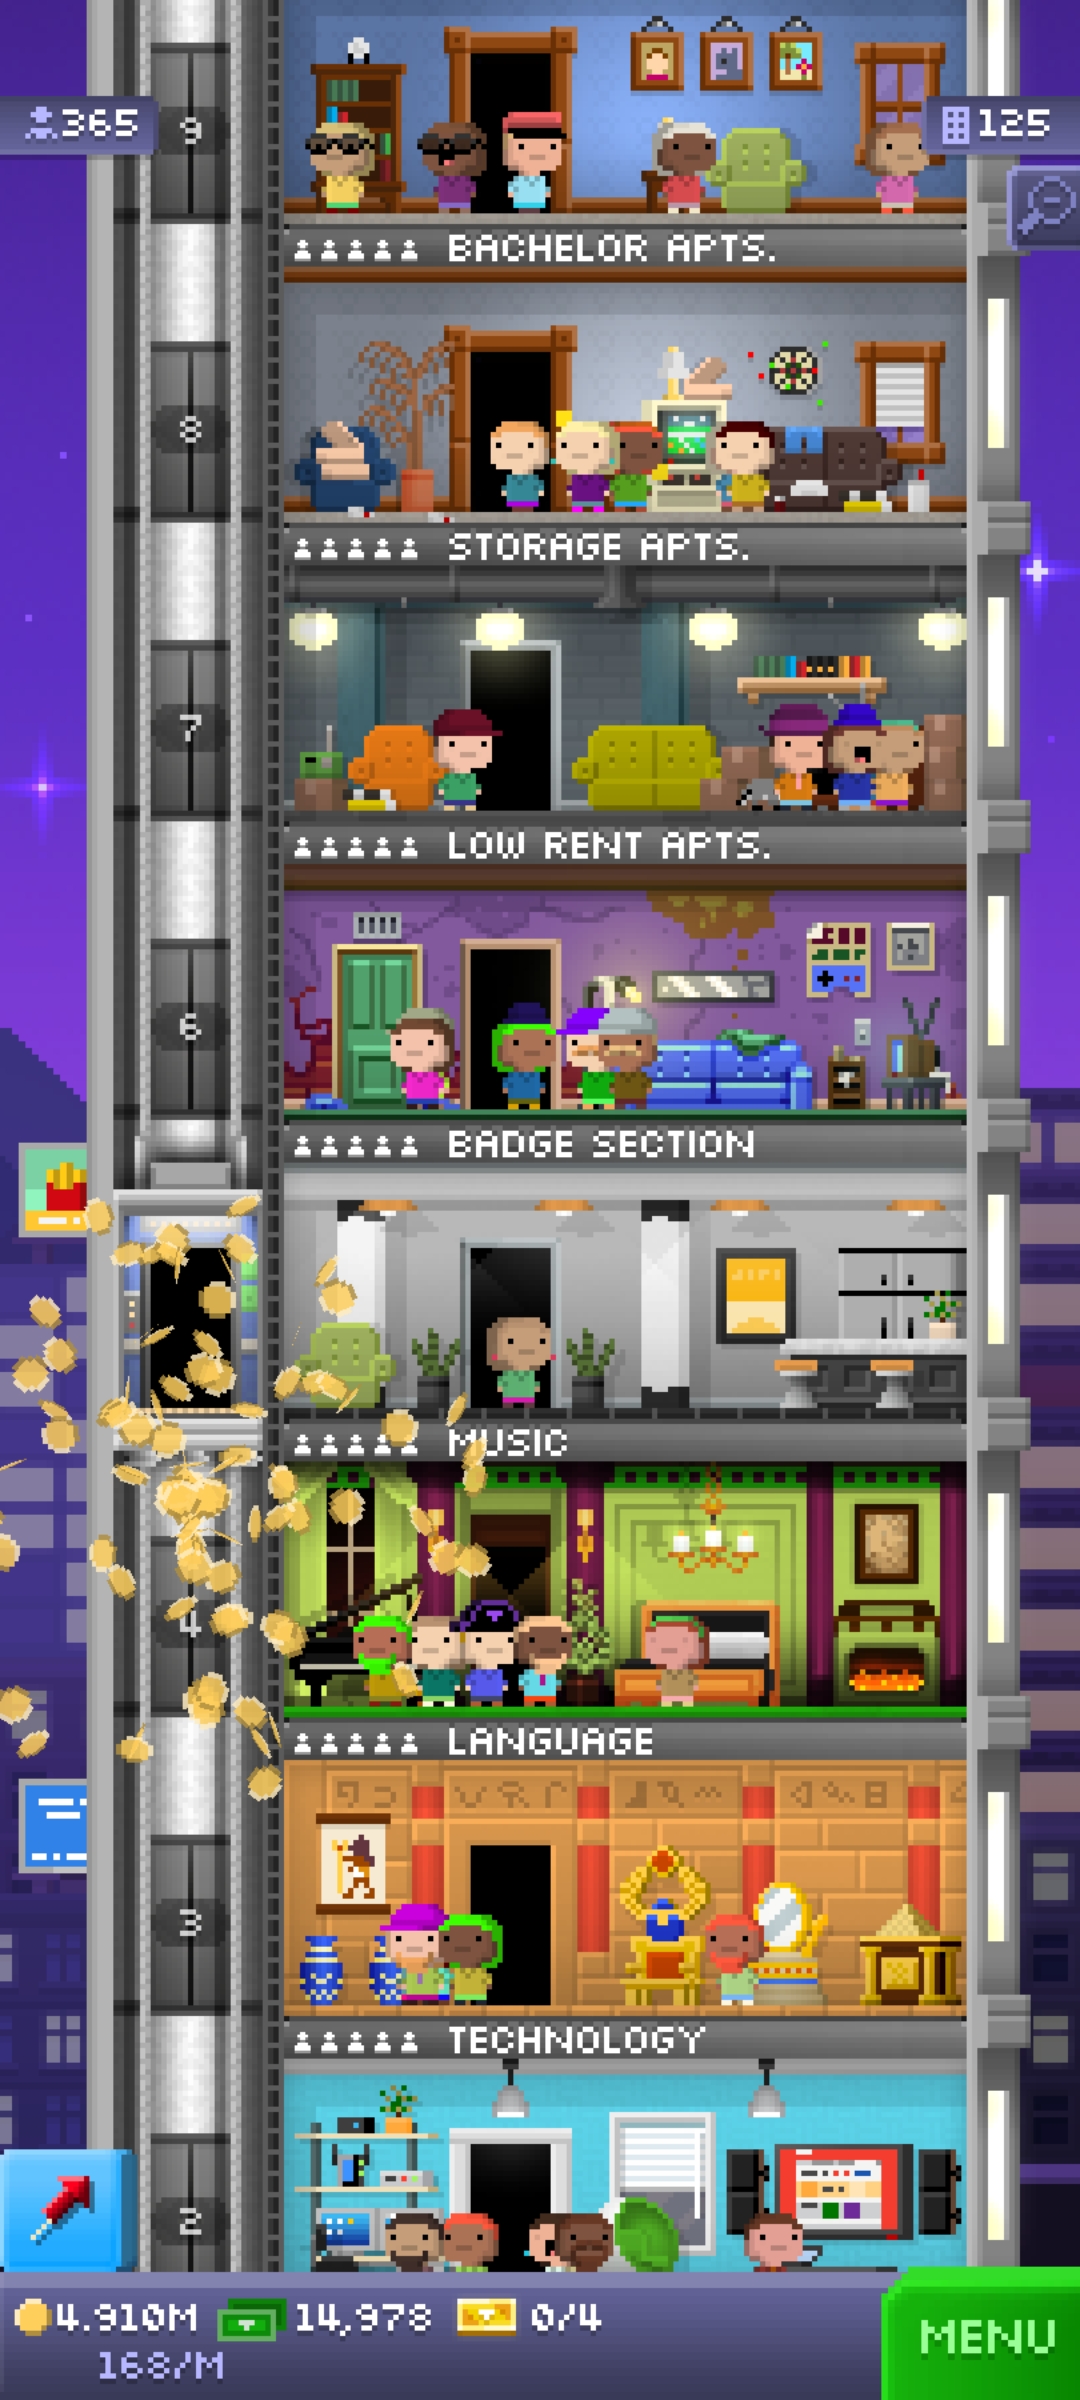 9
365
125
BACHELOR APTS.
8
STORAGE APTS.
7
LOW RENT APTS.
6
BADGE SECTION
MUSIC
4
LANGUAGE
3
TECHNOLOGY
2
4.910M
14,978
0/4
168/M
MENU